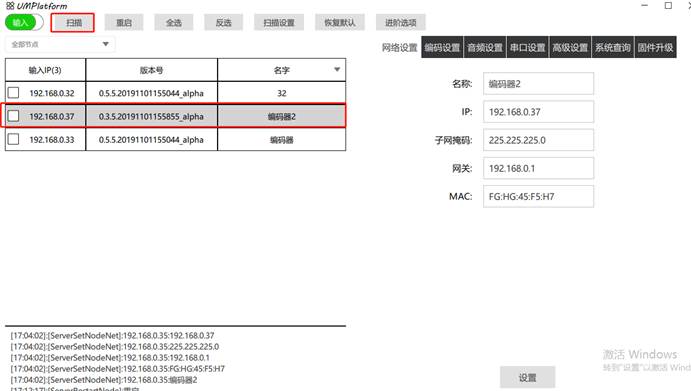 UMPlatform
输入 扫描 重启 全选 反选 扫描设置 恢复默认 进阶选项
全部节点
网络设置 编码设置 音频设置 串口设置 高级设置 系统查询 固件升级
输入IP(3) 版本号 名字
192.168.0.32 0.5.5.20191101155044_alpha 32
192.168.0.37 0.3.5.20191101155855_alpha 编码器2
192.168.0.33 0.5.5.20191101155044_alpha 编码器
名称: 编码器2
IP: 192.168.0.37
子网掩码: 225.225.225.0
网关: 192.168.0.1
MAC: FG:HG:45:F5:H7
[17:04:02]:[ServerSetNodeNet]:192.168.0.35:192.168.0.37
[17:04:02]:[ServerSetNodeNet]:192.168.0.35:225.225.225.0
[17:04:02]:[ServerSetNodeNet]:192.168.0.35:192.168.0.1
[17:04:02]:[ServerSetNodeNet]:192.168.0.35:FG:HG:45:F5:H7
[17:04:02]:[ServerSetNodeNet]:192.168.0.35:编码器2
设置
激活 Windows
转到"设置"以激活 Wind